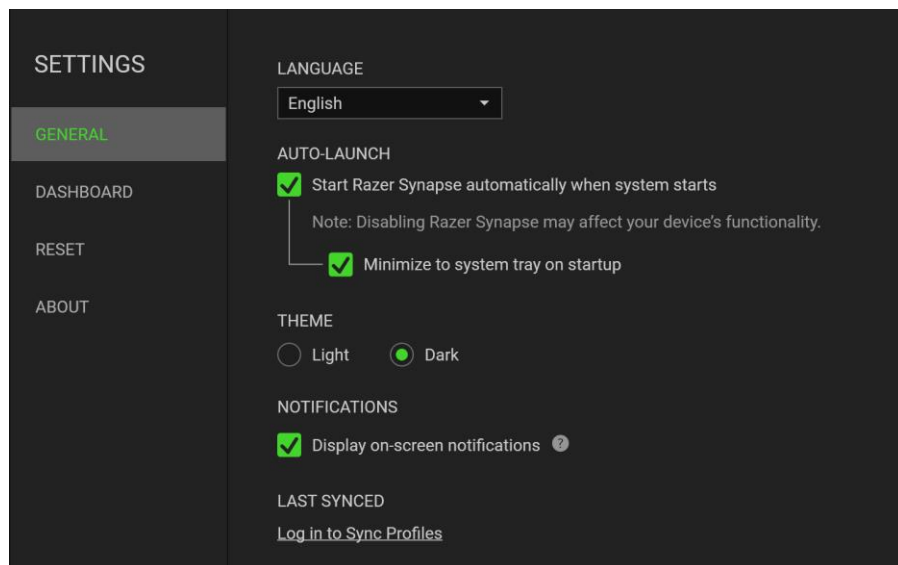 SETTINGS
GENERAL
DASHBOARD
RESET
ABOUT
LANGUAGE
English
AUTO-LAUNCH
Start Razer Synapse automatically when system starts
Note: Disabling Razer Synapse may affect your device’s functionality.
Minimize to system tray on startup
THEME
Light
Dark
NOTIFICATIONS
Display on-screen notifications ?
LAST SYNCED
Log in to Sync Profiles